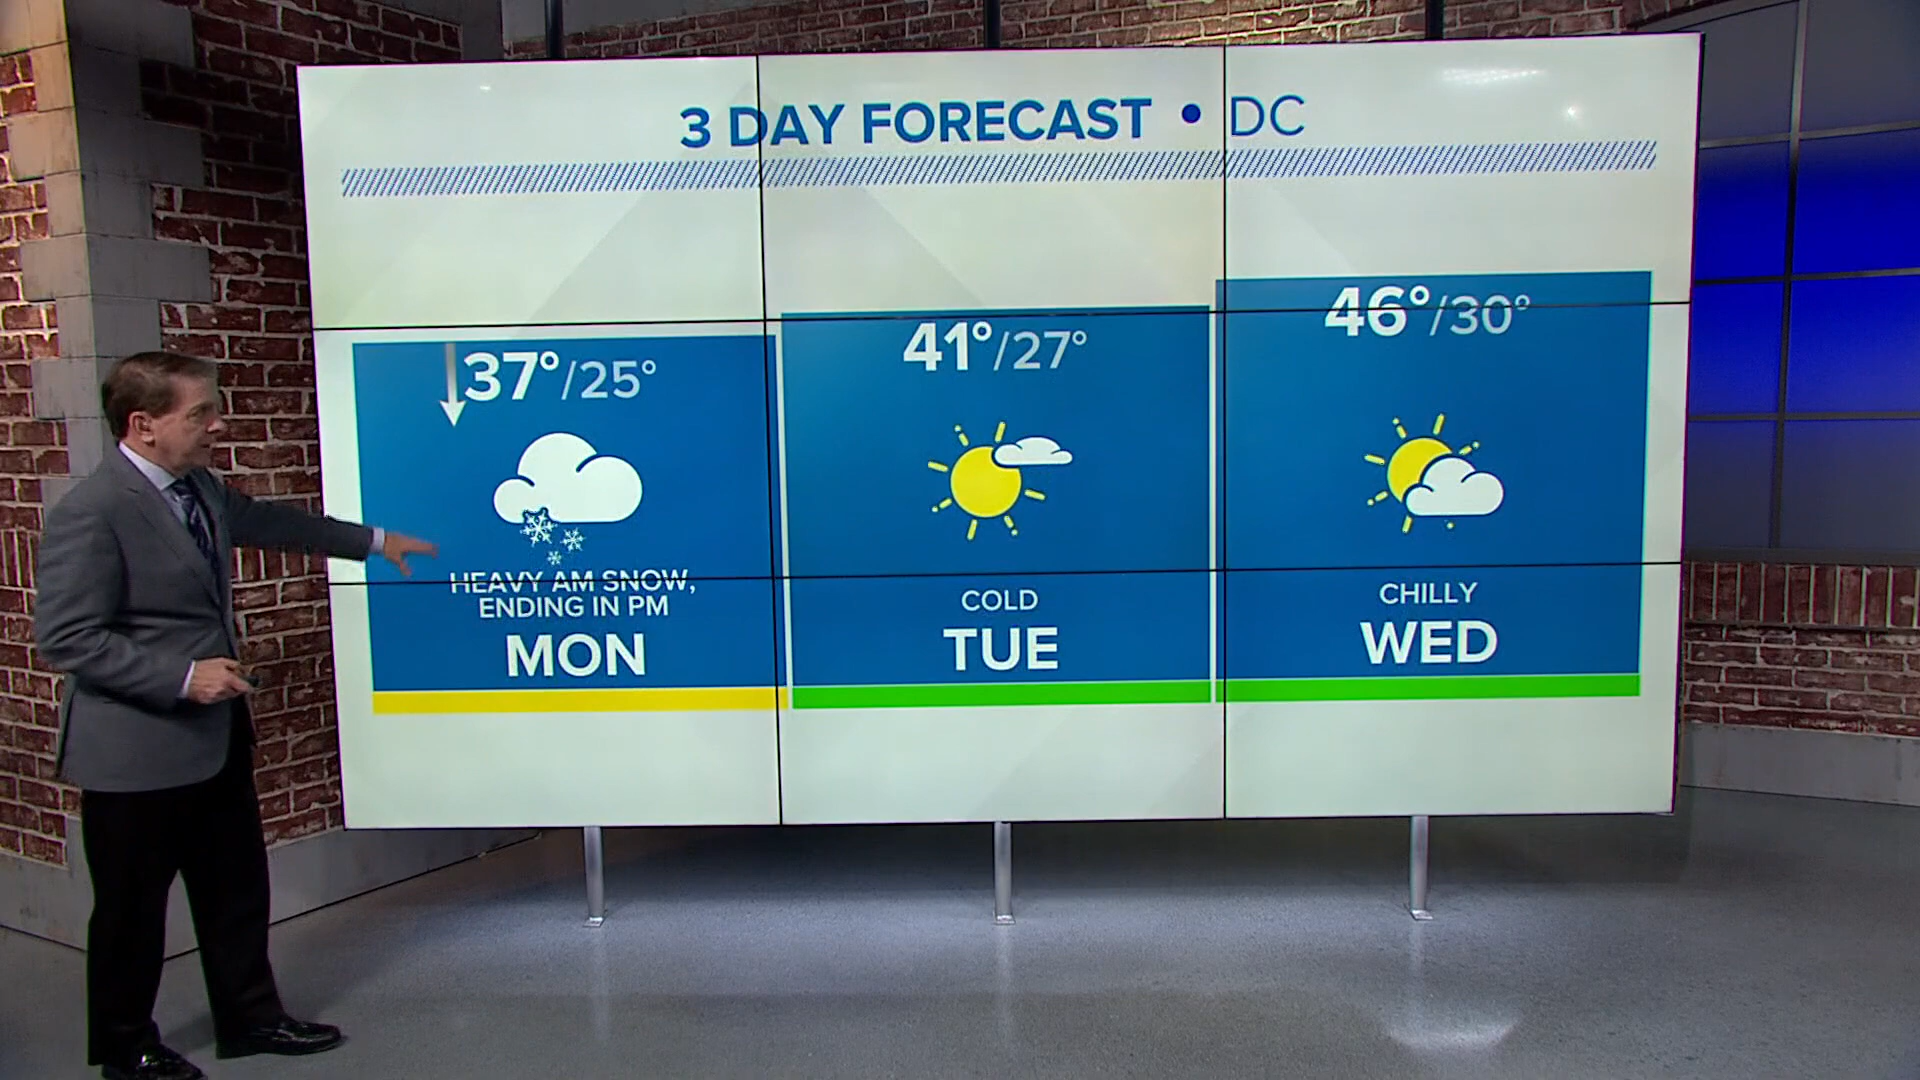 3 DAY FORECAST • DC
37°/25°
HEAVY AM SNOW,
ENDING IN PM
MON
41°/27°
COLD
TUE
46°/30°
CHILLY
WED